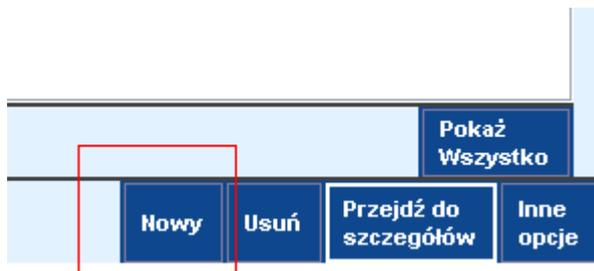 Pokaż
Wszystko
Nowy
Usuń
Przejdź do
szczegółów
Inne
opcje